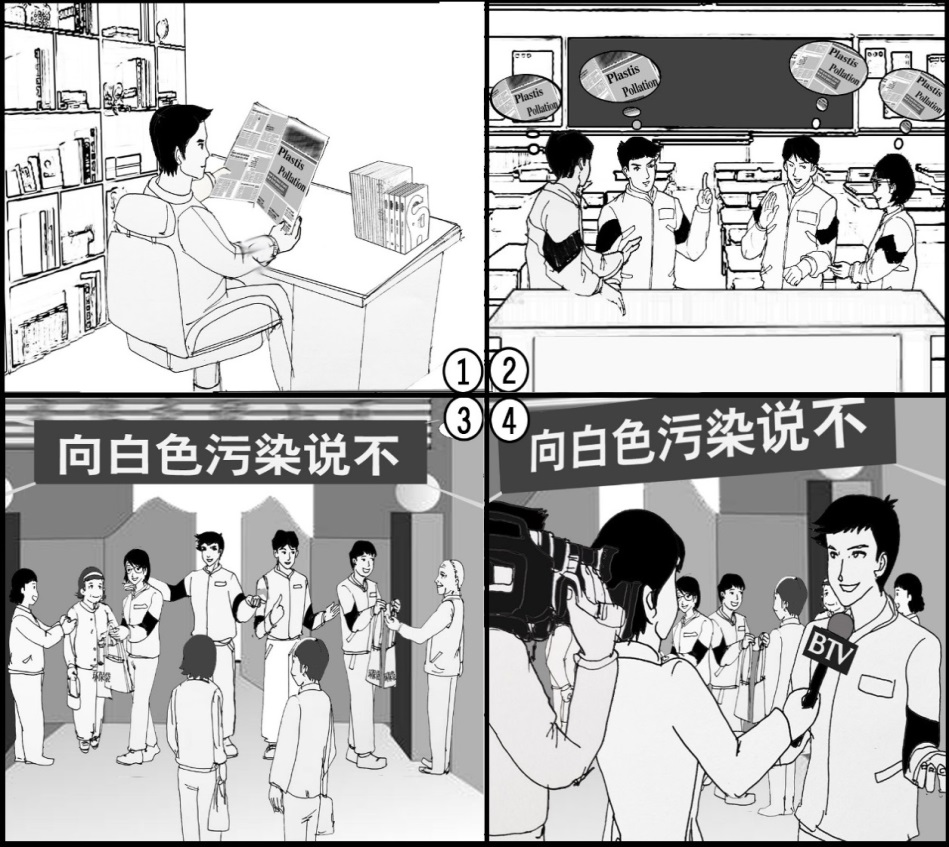 Plastis
Pollation
①
Plastis
Pollation
Plastis
Pollation
Plastis
Pollation
Plastis
Pollation
②
③
向白色污染说不
④
向白色污染说不
BTV